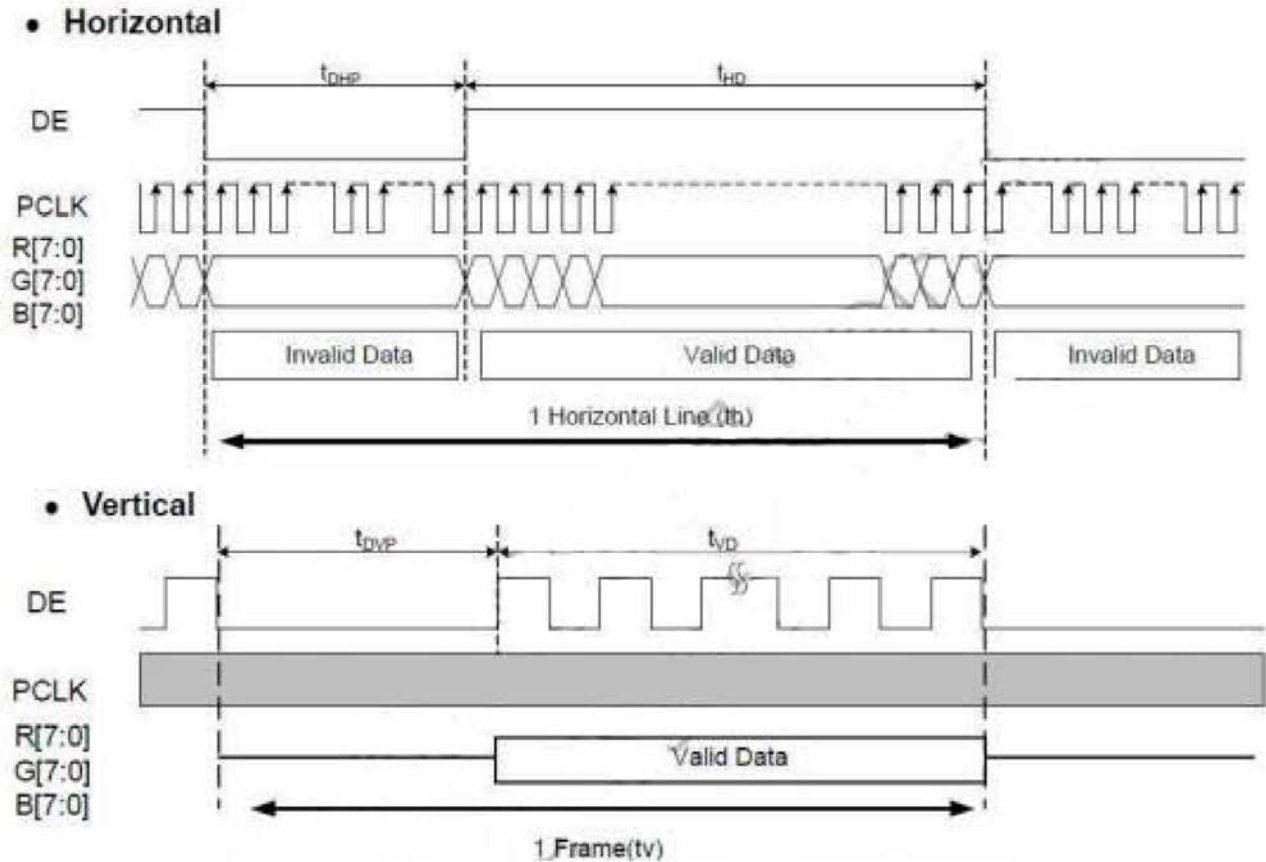 • Horizontal
tDHP tHD
DE
PCLK
R[7:0]
G[7:0]
B[7:0]
Invalid Data Valid Data Invalid Data
1 Horizontal Line (th)
• Vertical
tDVP tVD
DE
PCLK
R[7:0]
G[7:0]
B[7:0]
Valid Data
1 Frame(tv)